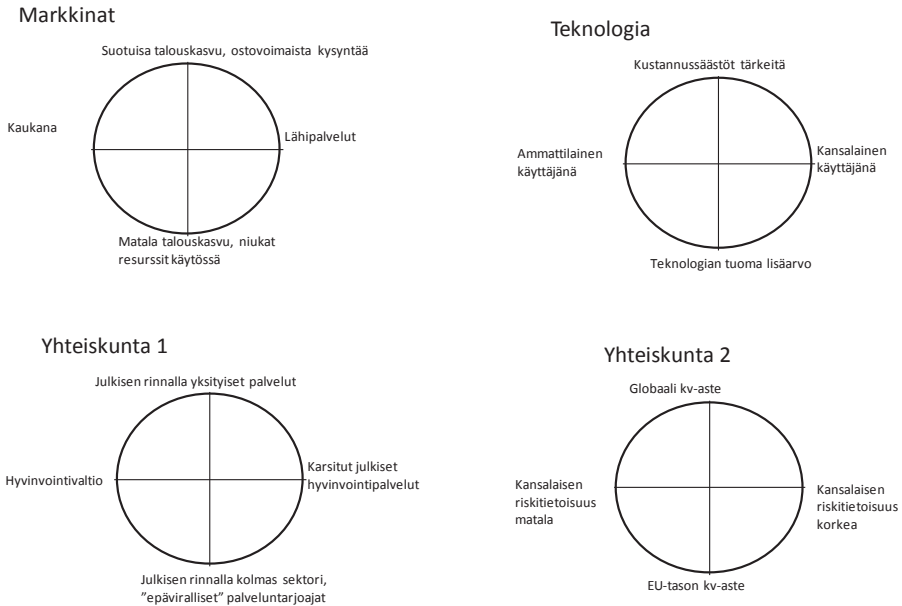 Markkinat
Suotuisa talouskasvu, ostovoimaista kysyntää
Kaukana
Lähipalvelut
Matala talouskasvu, niukat
resurssit käytössä
Teknologia
Kustannussäästöt tärkeitä
Ammattilainen
käyttäjänä
Kansalainen
käyttäjänä
Teknologian tuoma lisäarvo
Yhteiskunta 1
Julkisen rinnalla yksityiset palvelut
Hyvinvointivaltio
Karsitut julkiset
hyvinvointipalvelut
Julkisen rinnalla kolmas sektori,
”epäviralliset” palveluntarjoajat
Yhteiskunta 2
Globaali kv-aste
Kansalaisen
riskitietoisuus
matala
Kansalaisen
riskitietoisuus
korkea
EU-tason kv-aste